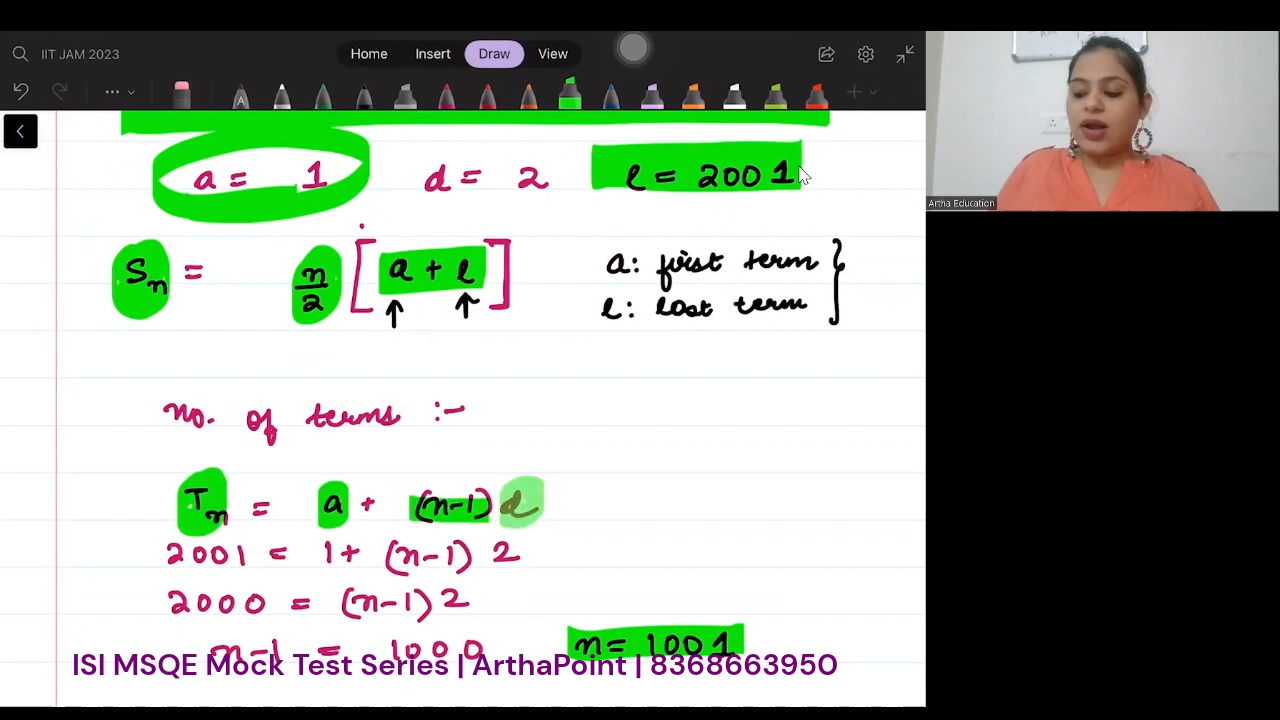 IIT JAM 2023
Home Insert Draw View
a = 1 d = 2 l = 2001
Sn = n/2 [a + l] a: first term
l: last term
no. of terms :-
Tn = a + (n-1) d
2001 = 1 + (n-1) 2
2000 = (n-1) 2
n-1 = 1000 n = 1001
ISI MSQE Mock Test Series | ArthaPoint | 8368663950
Artha Education